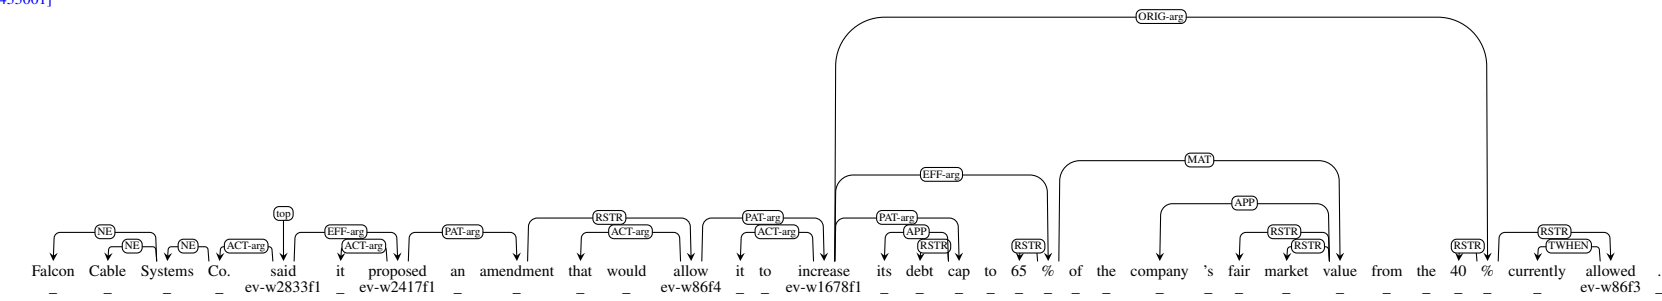 433001]
ORIG-arg
MAT
EFF-arg
APP
top
RSTR PAT-arg PAT-arg
NE EFF-arg PAT-arg ACT-arg ACT-arg APP RSTR RSTR
NE NE ACT-arg ACT-arg RSTR RSTR RSTR RSTR TWHEN
Falcon Cable Systems Co. said it proposed an amendment that would allow it to increase its debt cap to 65 % of the company 's fair market value from the 40 % currently allowed .
_ _ _ _ ev-w2833f1 _ ev-w2417f1 _ _ _ _ ev-w86f4 _ _ ev-w1678f1 _ _ _ _ _ _ _ _ _ _ _ _ _ _ _ _ _ _ ev-w86f3 _